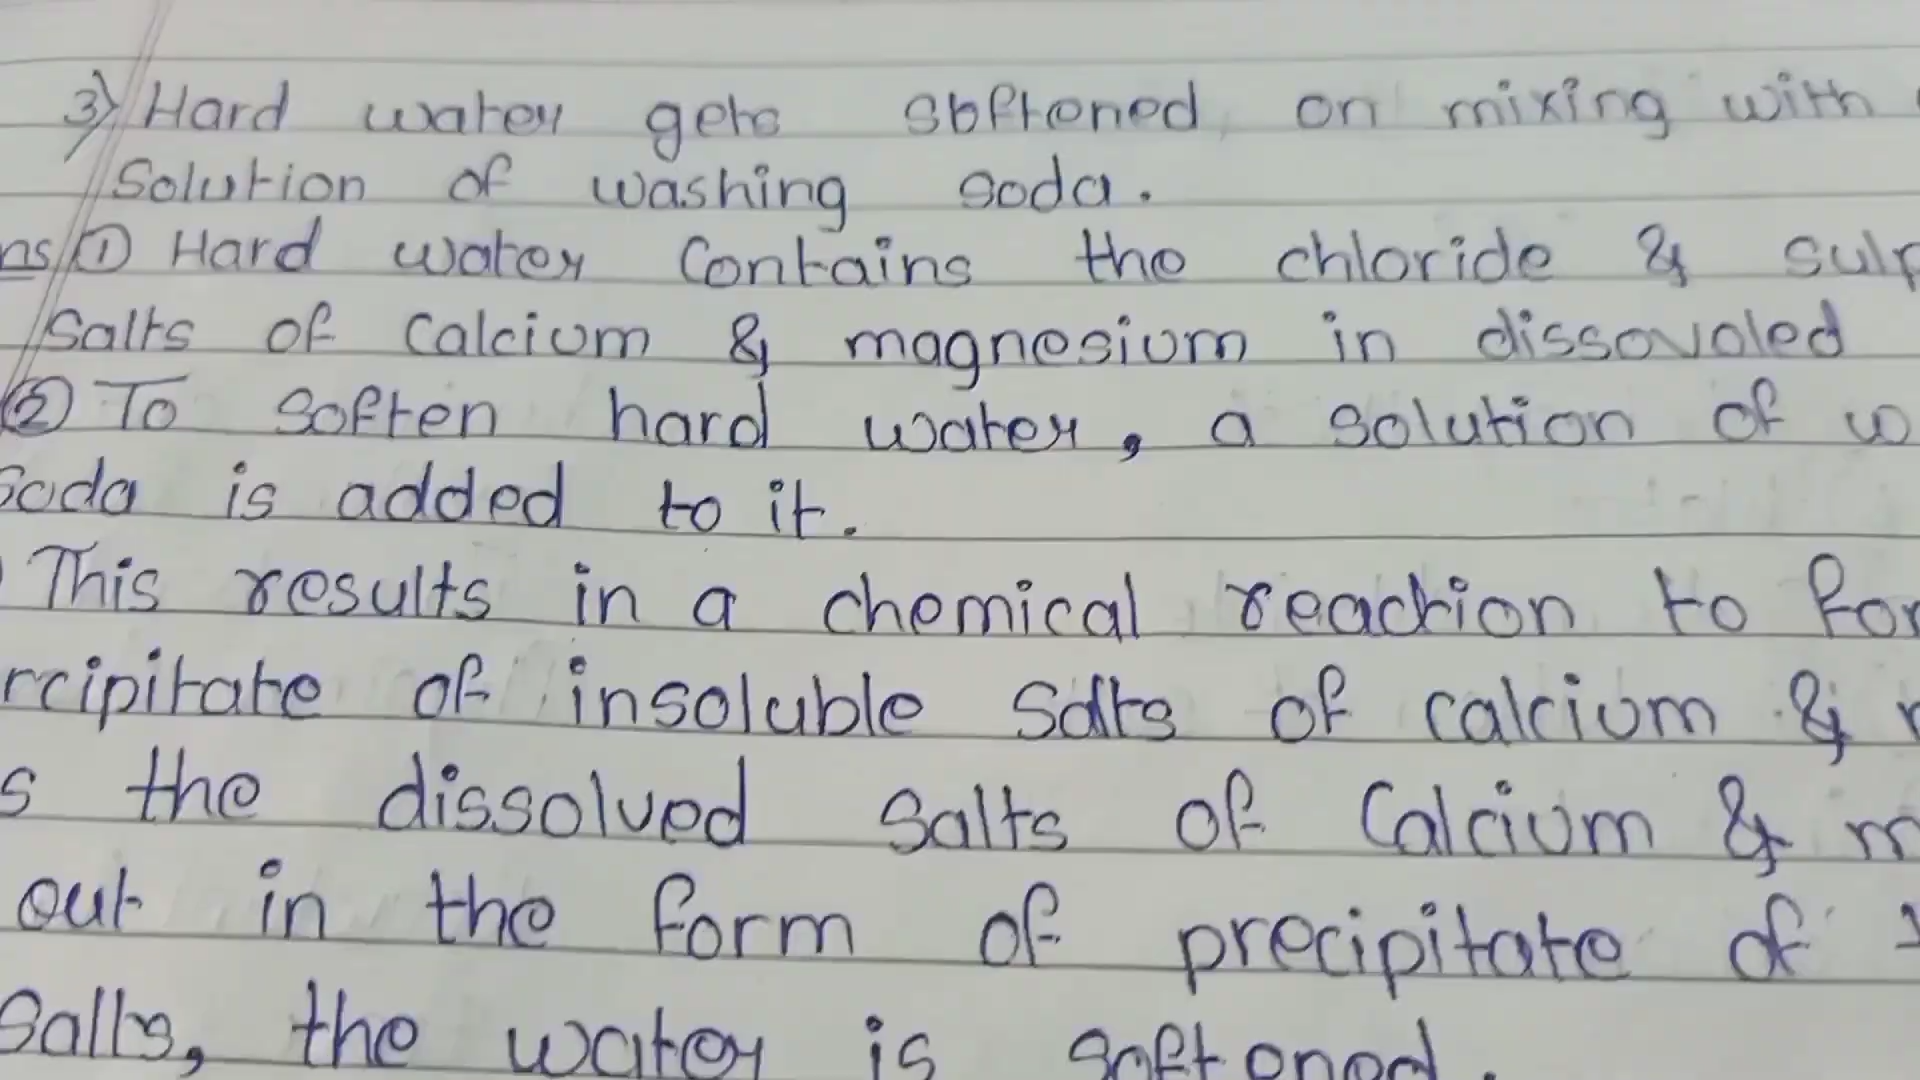 3) Hard water gets softened on mixing with
Solution of washing soda.
ns ① Hard water Contains the chloride & sulp
Salts of Calcium & magnesium in dissovoled
② To soften hard water, a solution of w
Soda is added to it.
This results in a chemical reaction to for
rcipitate of insoluble Salts of calcium &
s the dissolved Salts of Calcium & m
out in the form of precipitate of
Salts, the water is softened.